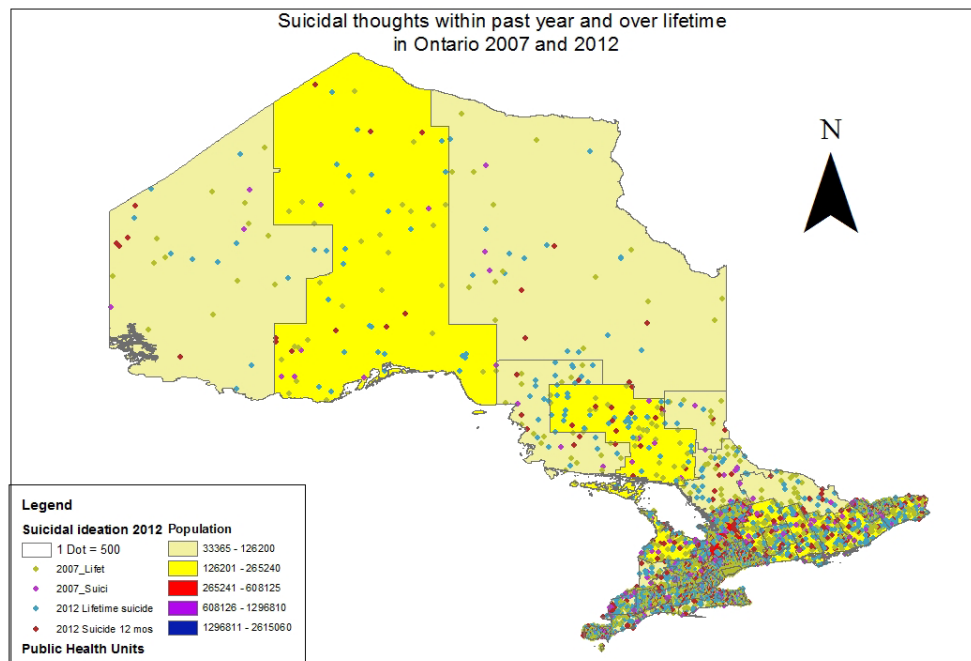 Suicidal thoughts within past year and over lifetime
in Ontario 2007 and 2012
N
Legend
Suicidal ideation 2012 Population
1 Dot = 500 33365 - 126200
2007_Lifet 126201 - 265240
2007_Suici 265241 - 608125
2012 Lifetime suicide 608126 - 1296810
2012 Suicide 12 mos 1296811 - 2615060
Public Health Units